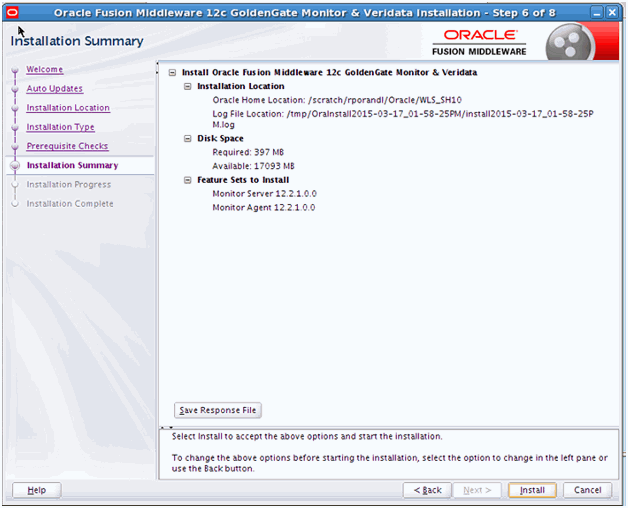 Oracle Fusion Middleware 12c GoldenGate Monitor & Veridata Installation - Step 6 of 8
Installation Summary
ORACLE
FUSION MIDDLEWARE
Welcome
Auto Updates
Installation Location
Installation Type
Prerequisite Checks
Installation Summary
Installation Progress
Installation Complete
Install Oracle Fusion Middleware 12c GoldenGate Monitor & Veridata
Installation Location
Oracle Home Location: /scratch/rporandl/Oracle/WLS_SH10
Log File Location: /tmp/OraInstall2015-03-17_01-58-25PM/install2015-03-17_01-58-25P
M.log
Disk Space
Required: 397 MB
Available: 17093 MB
Feature Sets to Install
Monitor Server 12.2.1.0.0
Monitor Agent 12.2.1.0.0
Save Response File
Select Install to accept the above options and start the installation.
To change the above options before starting the installation, select the option to change in the left pane or
use the Back button.
Help
< Back
Next >
Install
Cancel